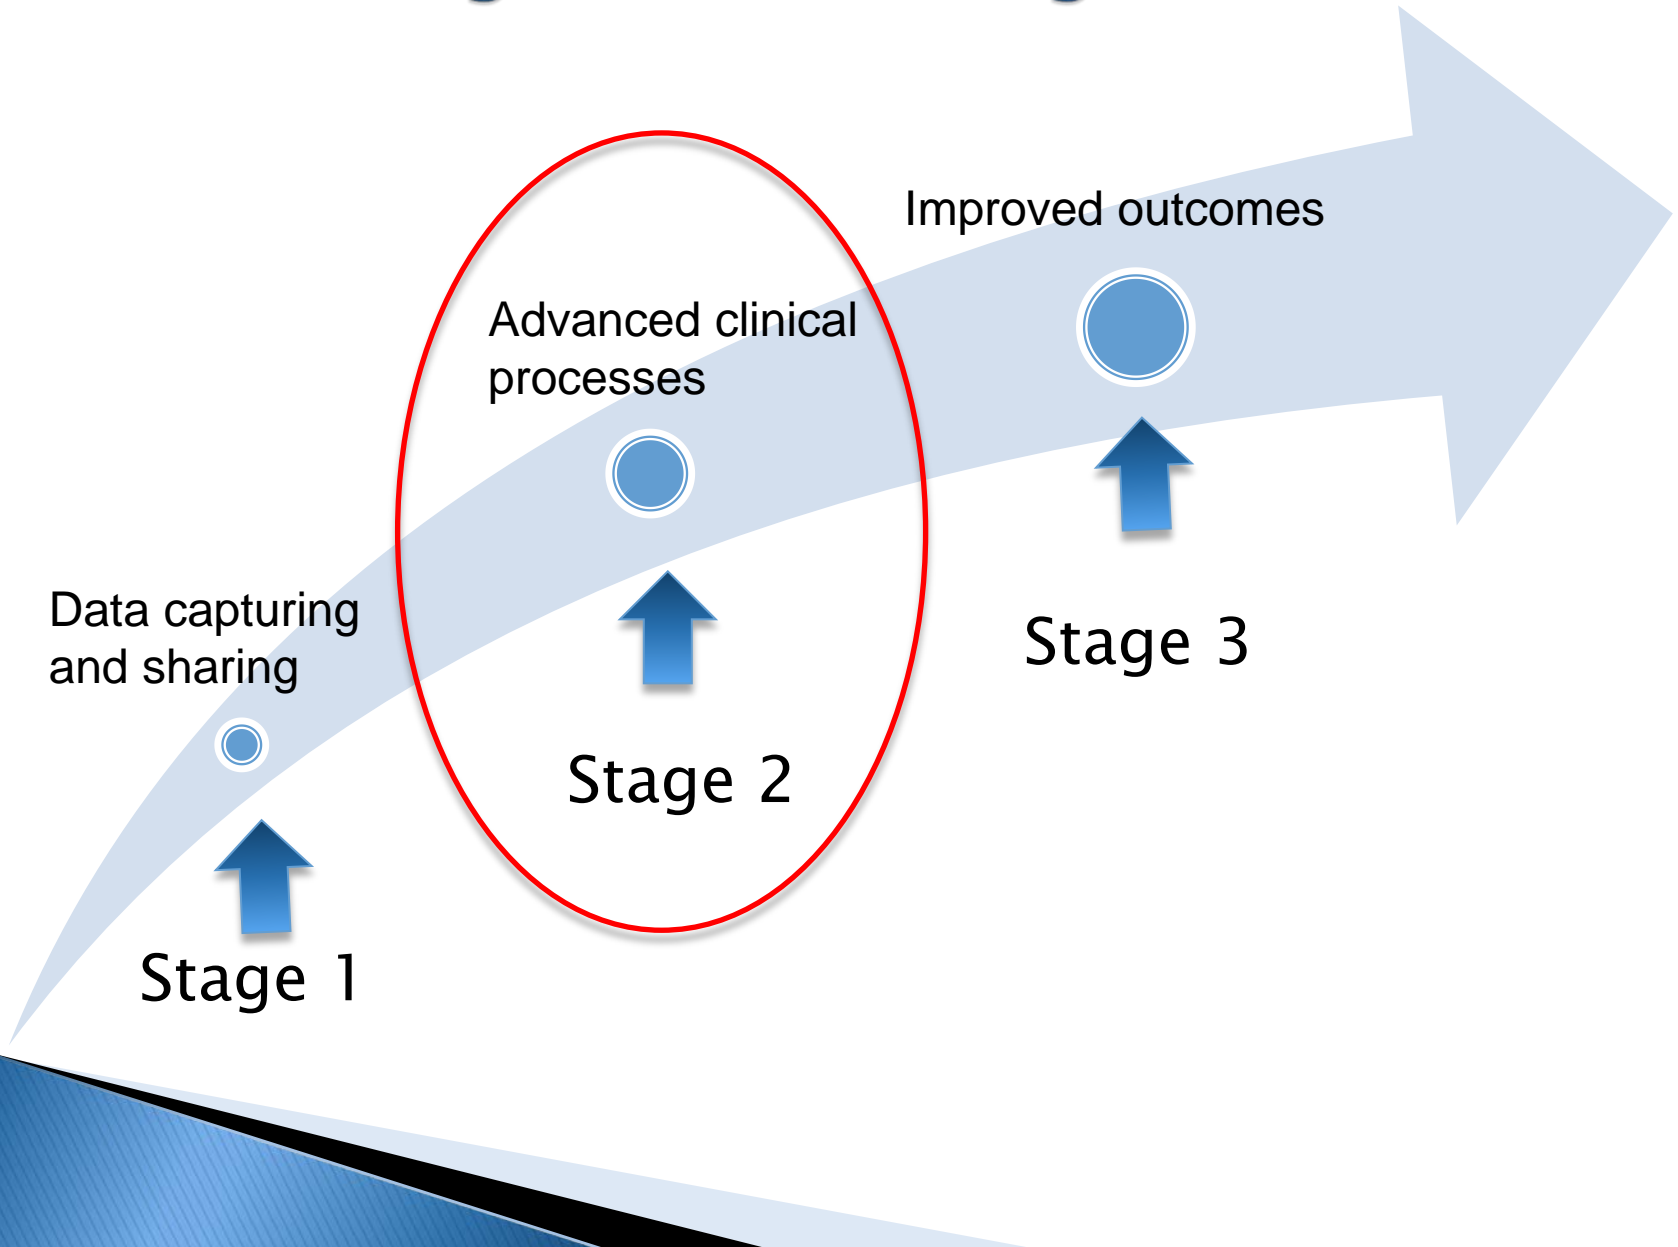 Improved outcomes
Advanced clinical
processes
Data capturing
and sharing
Stage 3
Stage 2
Stage 1